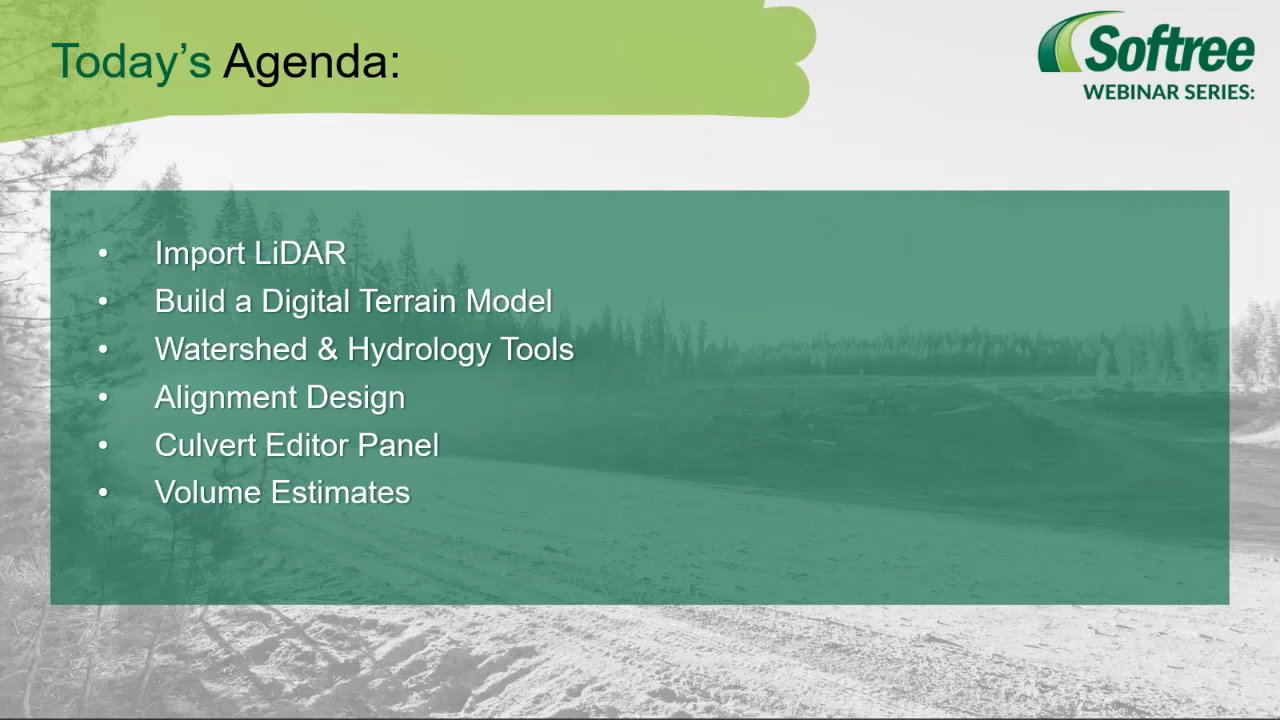 Today’s Agenda:
Softree
WEBINAR SERIES:
• Import LiDAR
• Build a Digital Terrain Model
• Watershed & Hydrology Tools
• Alignment Design
• Culvert Editor Panel
• Volume Estimates